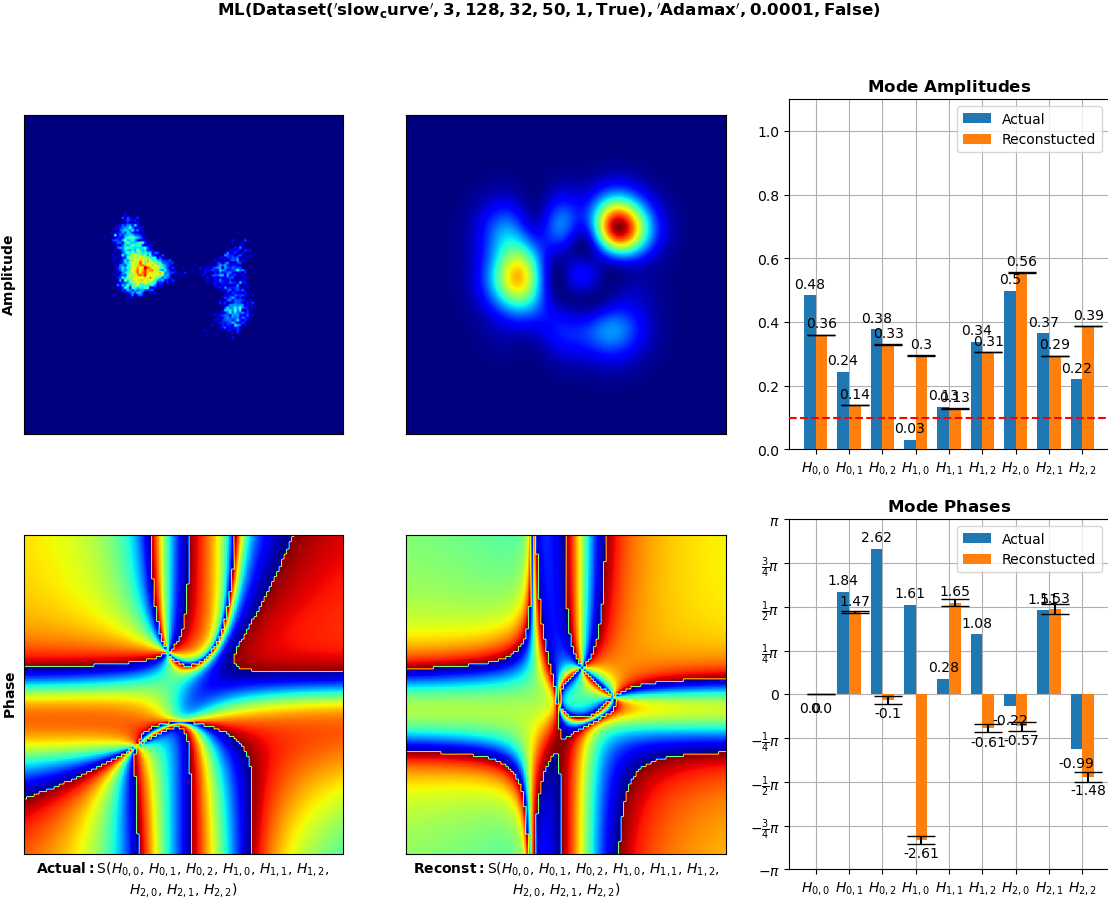 ML(Dataset('slow_curve', 3, 128, 32, 50, 1, True), 'Adamax', 0.0001, False)
Amplitude
Mode Amplitudes
Actual
Reconstucted
1.0
0.8
0.6
0.4
0.2
0.0
0.48
0.36
0.24
0.14
0.38
0.33
0.03
0.3
0.13
0.13
0.34
0.31
0.5
0.56
0.37
0.29
0.22
0.39
H0,0 H0,1 H0,2 H1,0 H1,1 H1,2 H2,0 H2,1 H2,2
Phase
Actual: S(H0,0, H0,1, H0,2, H1,0, H1,1, H1,2,
H2,0, H2,1, H2,2)
Reconst: S(H0,0, H0,1, H0,2, H1,0, H1,1, H1,2,
H2,0, H2,1, H2,2)
Mode Phases
Actual
Reconstucted
π
3/4π
1/2π
1/4π
0
−1/4π
−1/2π
−3/4π
−π
0.0
0.0
1.84
1.47
2.62
-0.1
1.61
-2.61
0.28
1.65
1.08
-0.61
-0.22
-0.57
1.53
-0.99
-1.48
H0,0 H0,1 H0,2 H1,0 H1,1 H1,2 H2,0 H2,1 H2,2